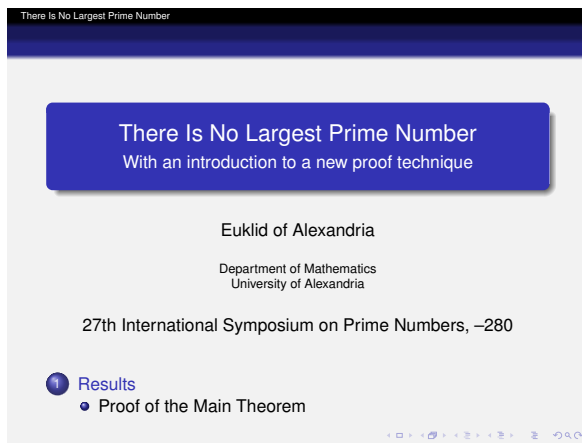 There Is No Largest Prime Number
There Is No Largest Prime Number
With an introduction to a new proof technique
Euklid of Alexandria
Department of Mathematics
University of Alexandria
27th International Symposium on Prime Numbers, –280
1 Results
Proof of the Main Theorem